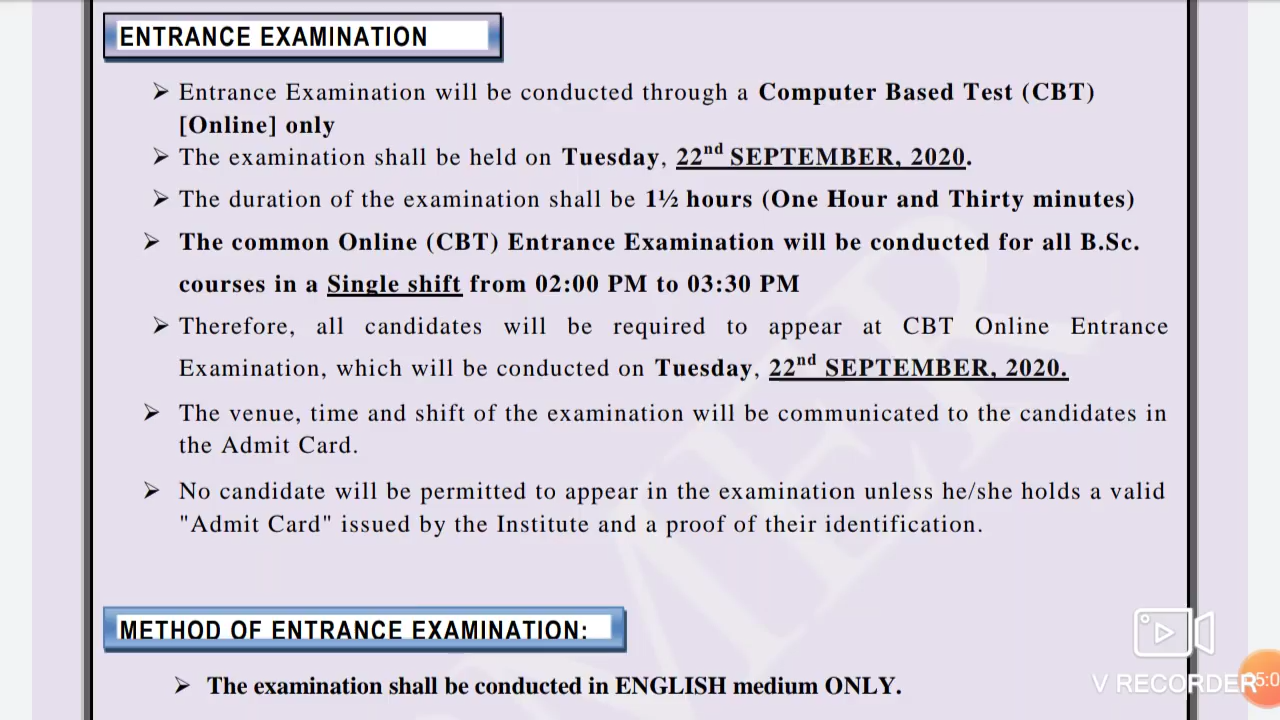 ENTRANCE EXAMINATION
➢ Entrance Examination will be conducted through a Computer Based Test (CBT)
[Online] only
➢ The examination shall be held on Tuesday, 22nd SEPTEMBER, 2020.
➢ The duration of the examination shall be 1½ hours (One Hour and Thirty minutes)
➢ The common Online (CBT) Entrance Examination will be conducted for all B.Sc.
courses in a Single shift from 02:00 PM to 03:30 PM
➢ Therefore, all candidates will be required to appear at CBT Online Entrance
Examination, which will be conducted on Tuesday, 22nd SEPTEMBER, 2020.
➢ The venue, time and shift of the examination will be communicated to the candidates in
the Admit Card.
➢ No candidate will be permitted to appear in the examination unless he/she holds a valid
"Admit Card" issued by the Institute and a proof of their identification.
METHOD OF ENTRANCE EXAMINATION:
➢ The examination shall be conducted in ENGLISH medium ONLY.
V RECORDER